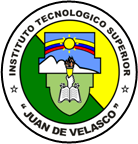 INSTITUTO TECNOLOGICO SUPERIOR
"JUAN DE VELASCO"